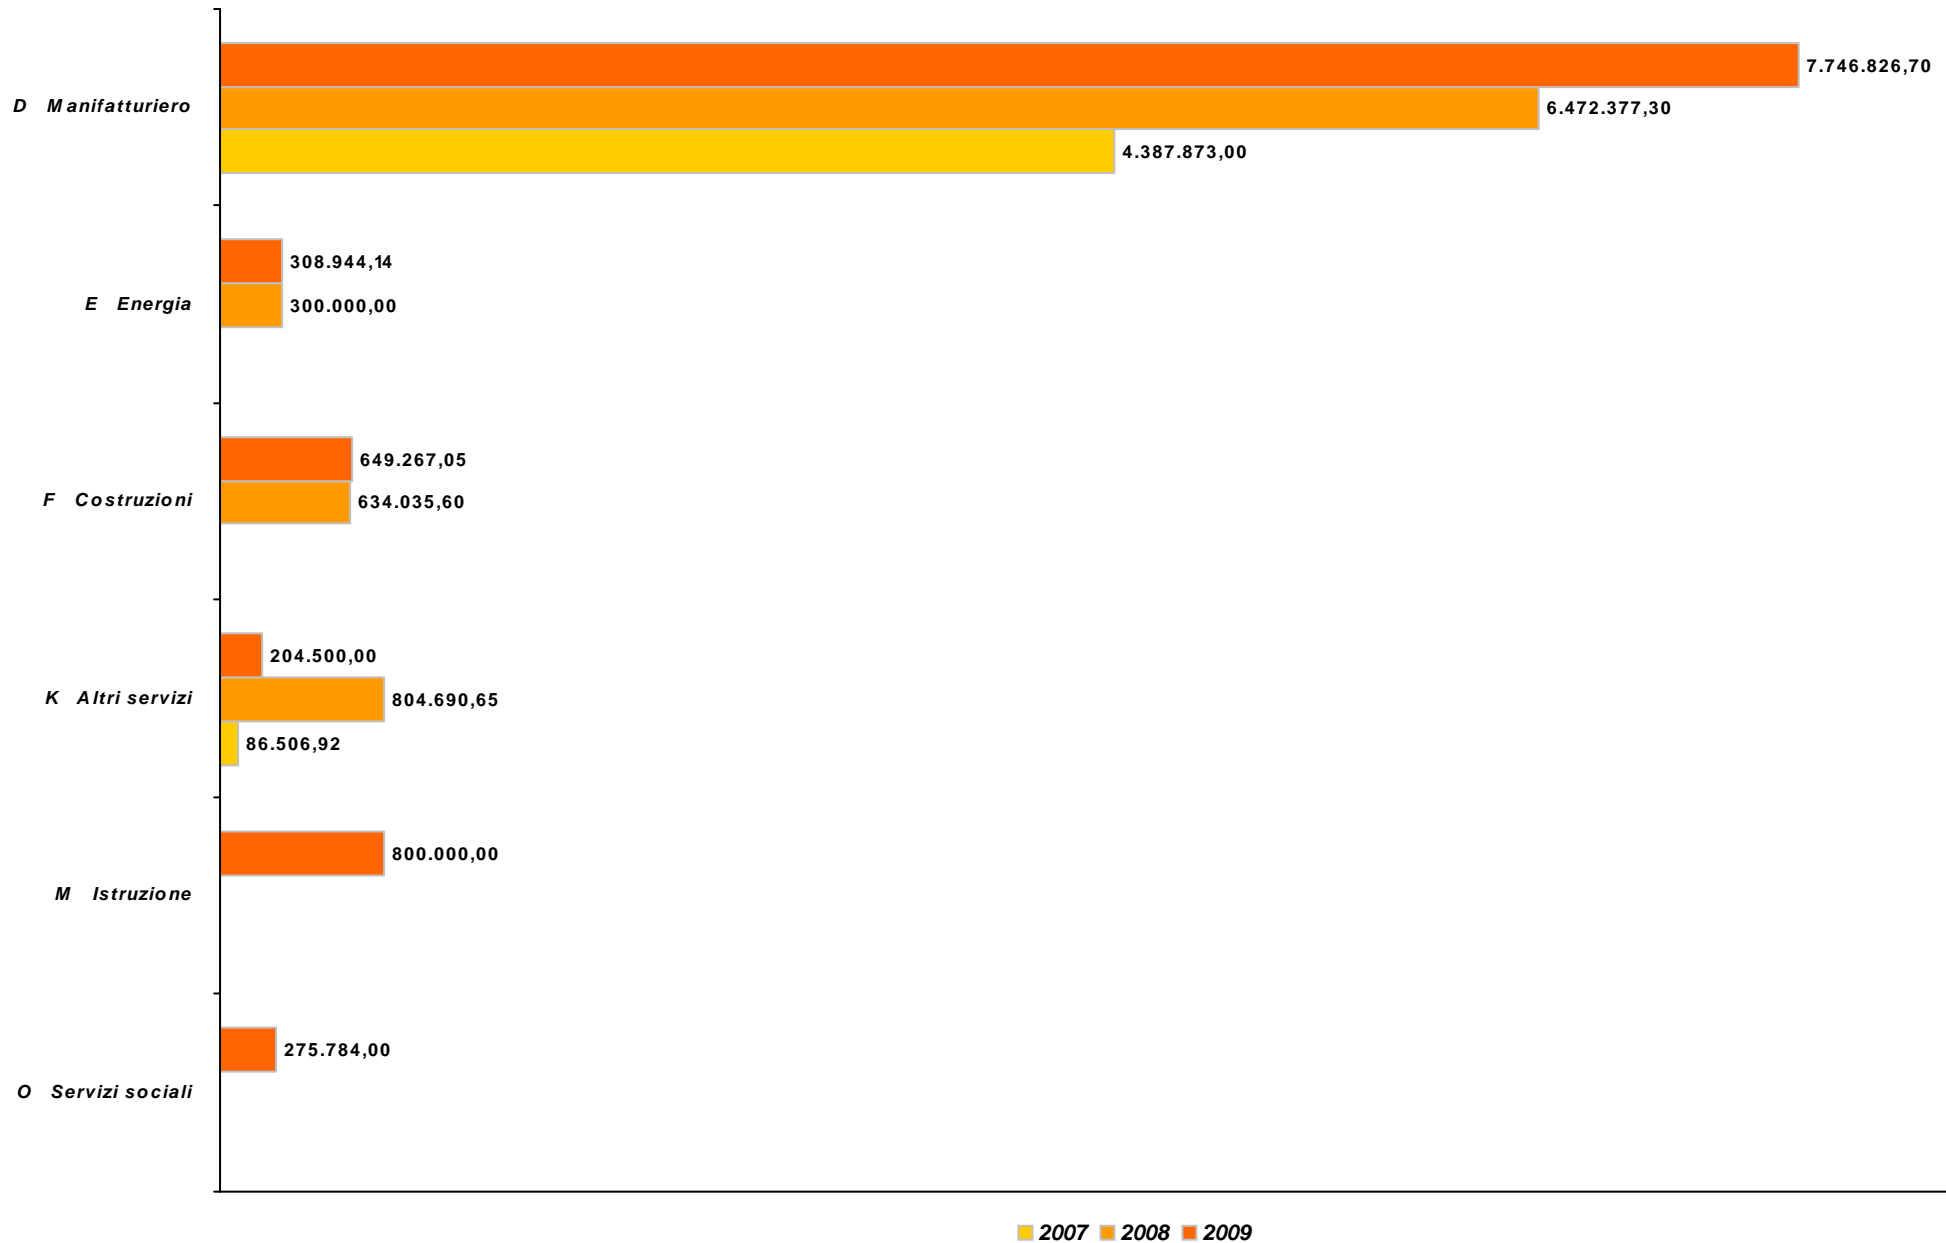 7.746.826,70
D Manifatturiero
6.472.377,30
4.387.873,00
308.944,14
E Energia
300.000,00
649.267,05
F Costruzioni
634.035,60
204.500,00
K Altri servizi
804.690,65
86.506,92
800.000,00
M Istruzione
275.784,00
O Servizi sociali
2007 2008 2009